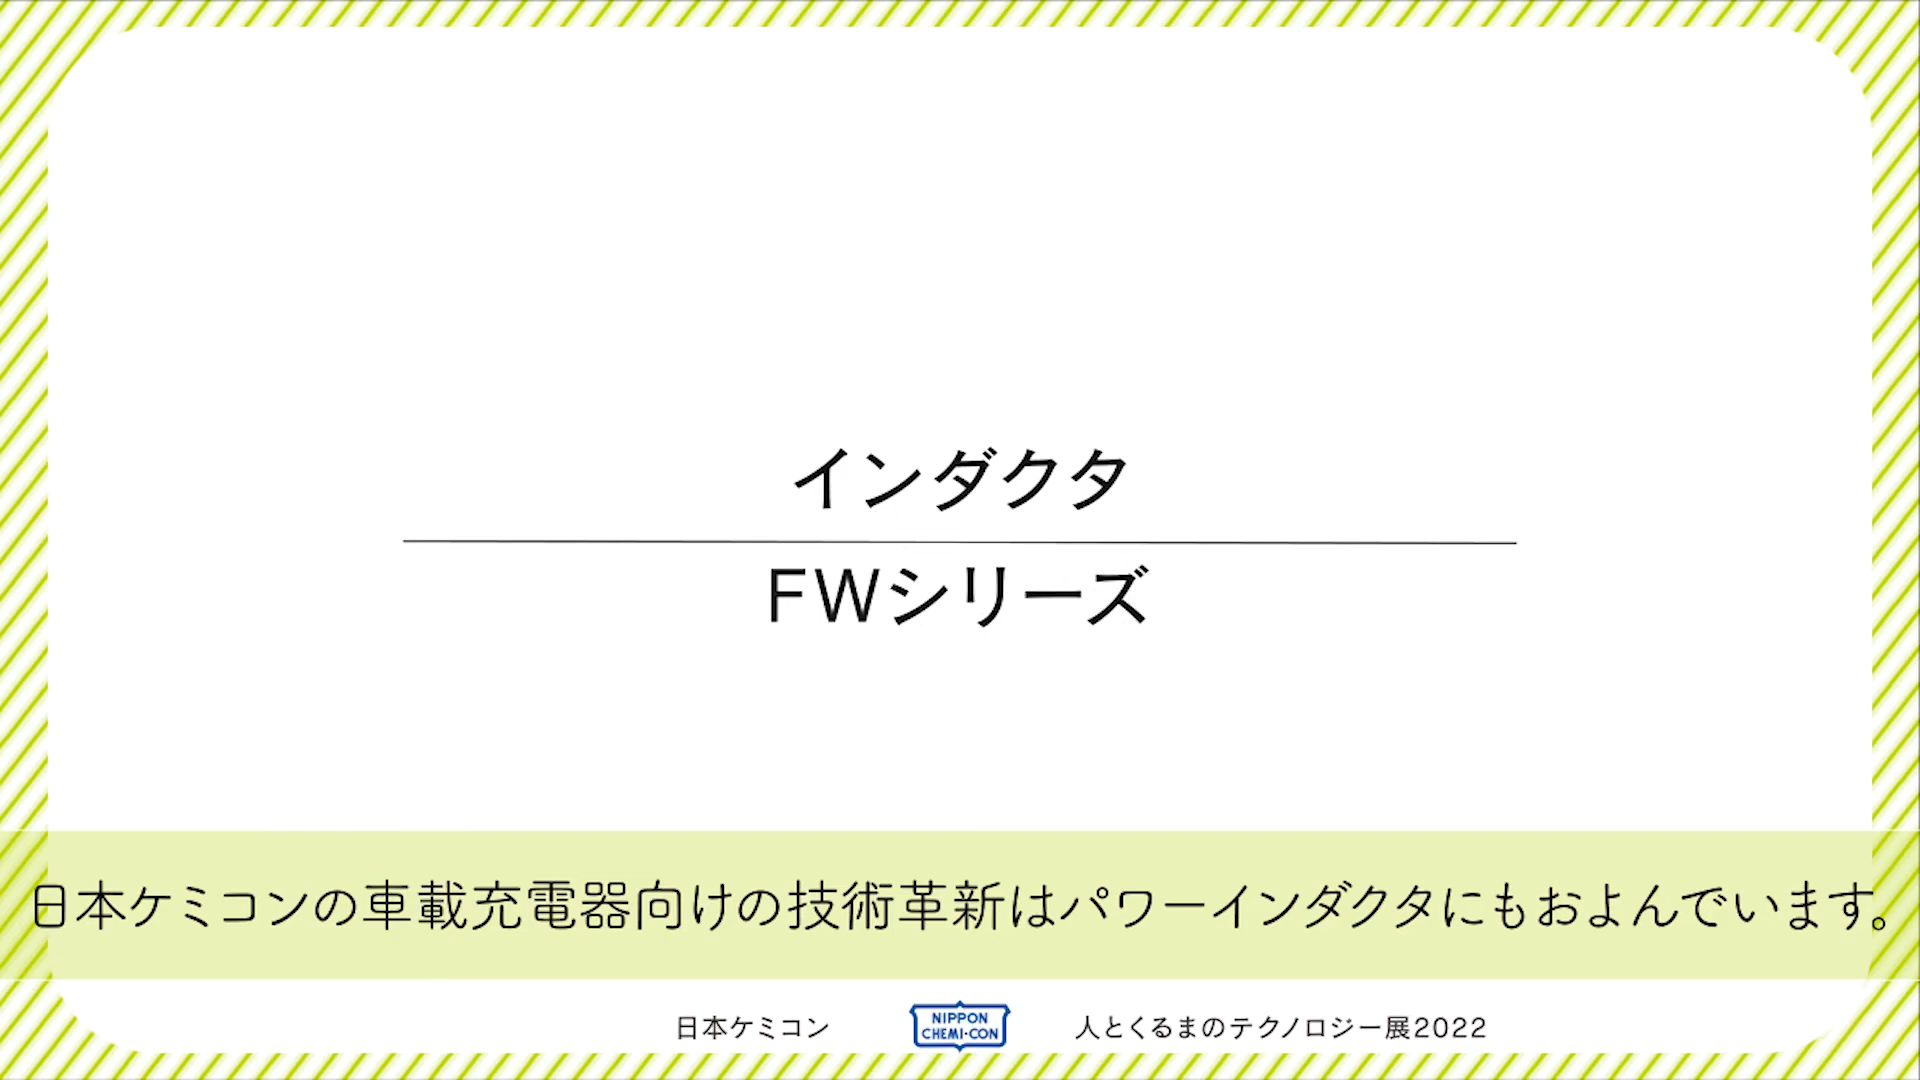 インダクタ
FWシリーズ
日本ケミコンの車載充電器向けの技術革新はパワーインダクタにもおよんでいます。
日本ケミコン
NIPPON
CHEMI-CON
人とくるまのテクノロジー展2022